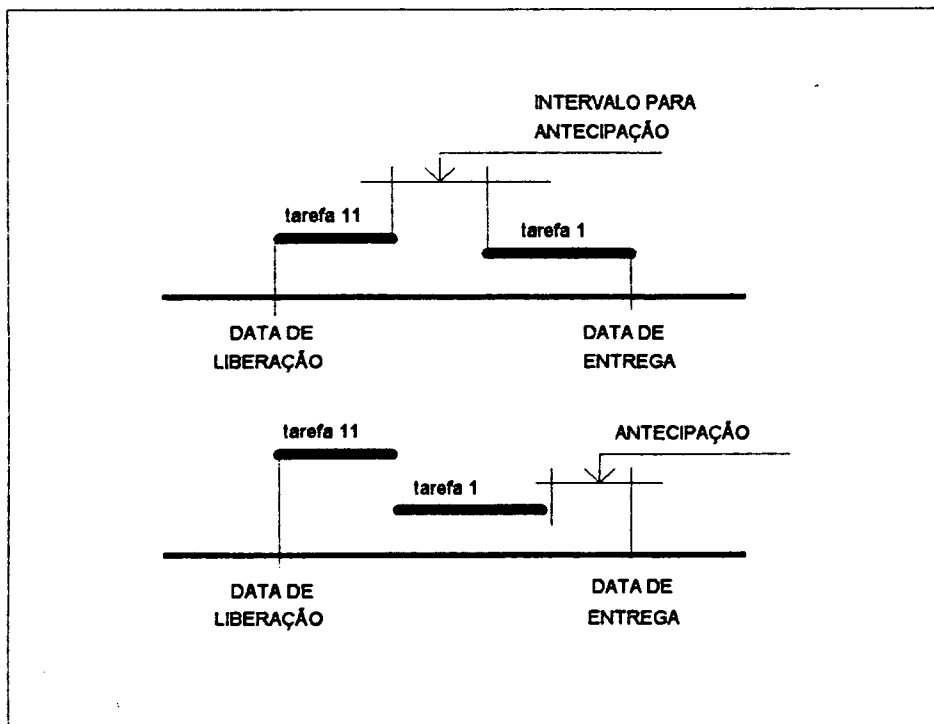 INTERVALO PARA
ANTECIPAÇÃO
tarefa 11
tarefa 1
DATA DE
LIBERAÇÃO
DATA DE
ENTREGA
tarefa 11
ANTECIPAÇÃO
tarefa 1
DATA DE
LIBERAÇÃO
DATA DE
ENTREGA